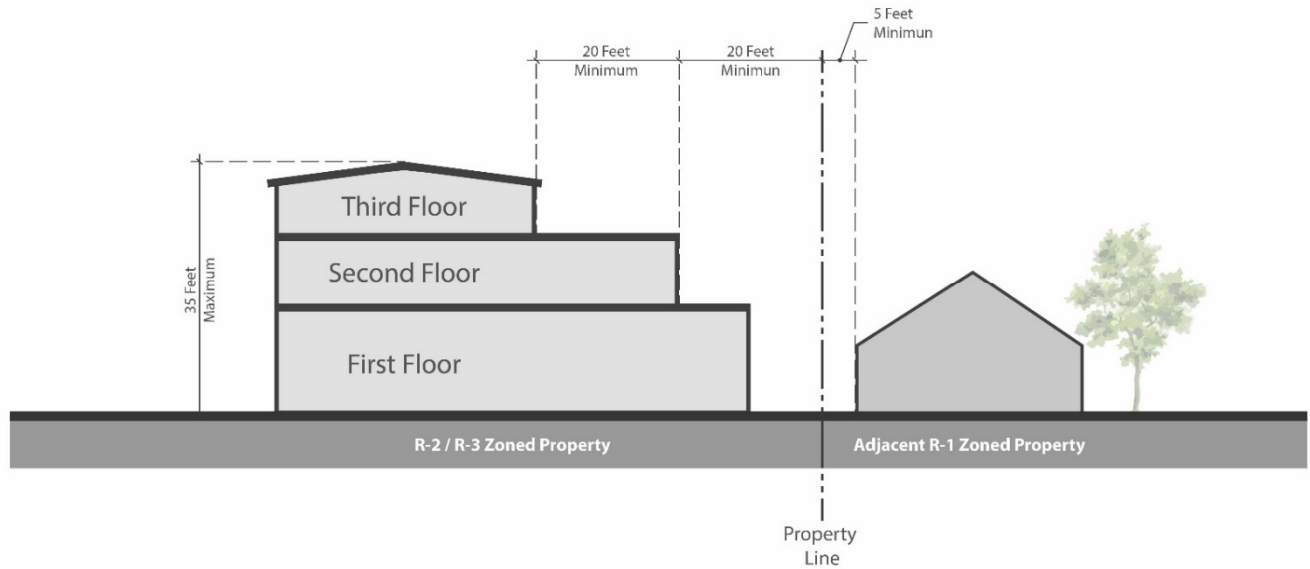 5 Feet
Minimun
20 Feet
Minimum
20 Feet
Minimun
35 Feet
Maximum
Third Floor
Second Floor
First Floor
R-2 / R-3 Zoned Property
Adjacent R-1 Zoned Property
Property
Line